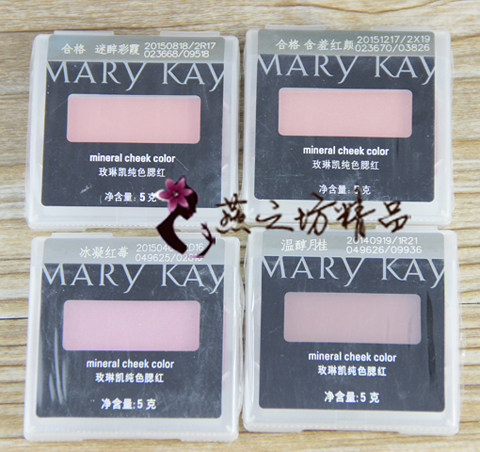 合格 谜醉彩霞 20150818/2R17
023668/09518
MARY KAY
mineral cheek color
玫琳凯纯色腮红
净含量: 5 克
合格 含羞红颜 20151217/2X19
023670/03826
MARY KAY
mineral cheek color
玫琳凯纯色腮红
净含量: 5 克
燕之坊精品
冰凝红莓
049625/
MARY KAY
mineral cheek color
玫琳凯纯色腮红
净含量: 5 克
温醇月桂 20140919/1R21
049626/09936
MARY KAY
mineral cheek color
玫琳凯纯色腮红
净含量: 5 克